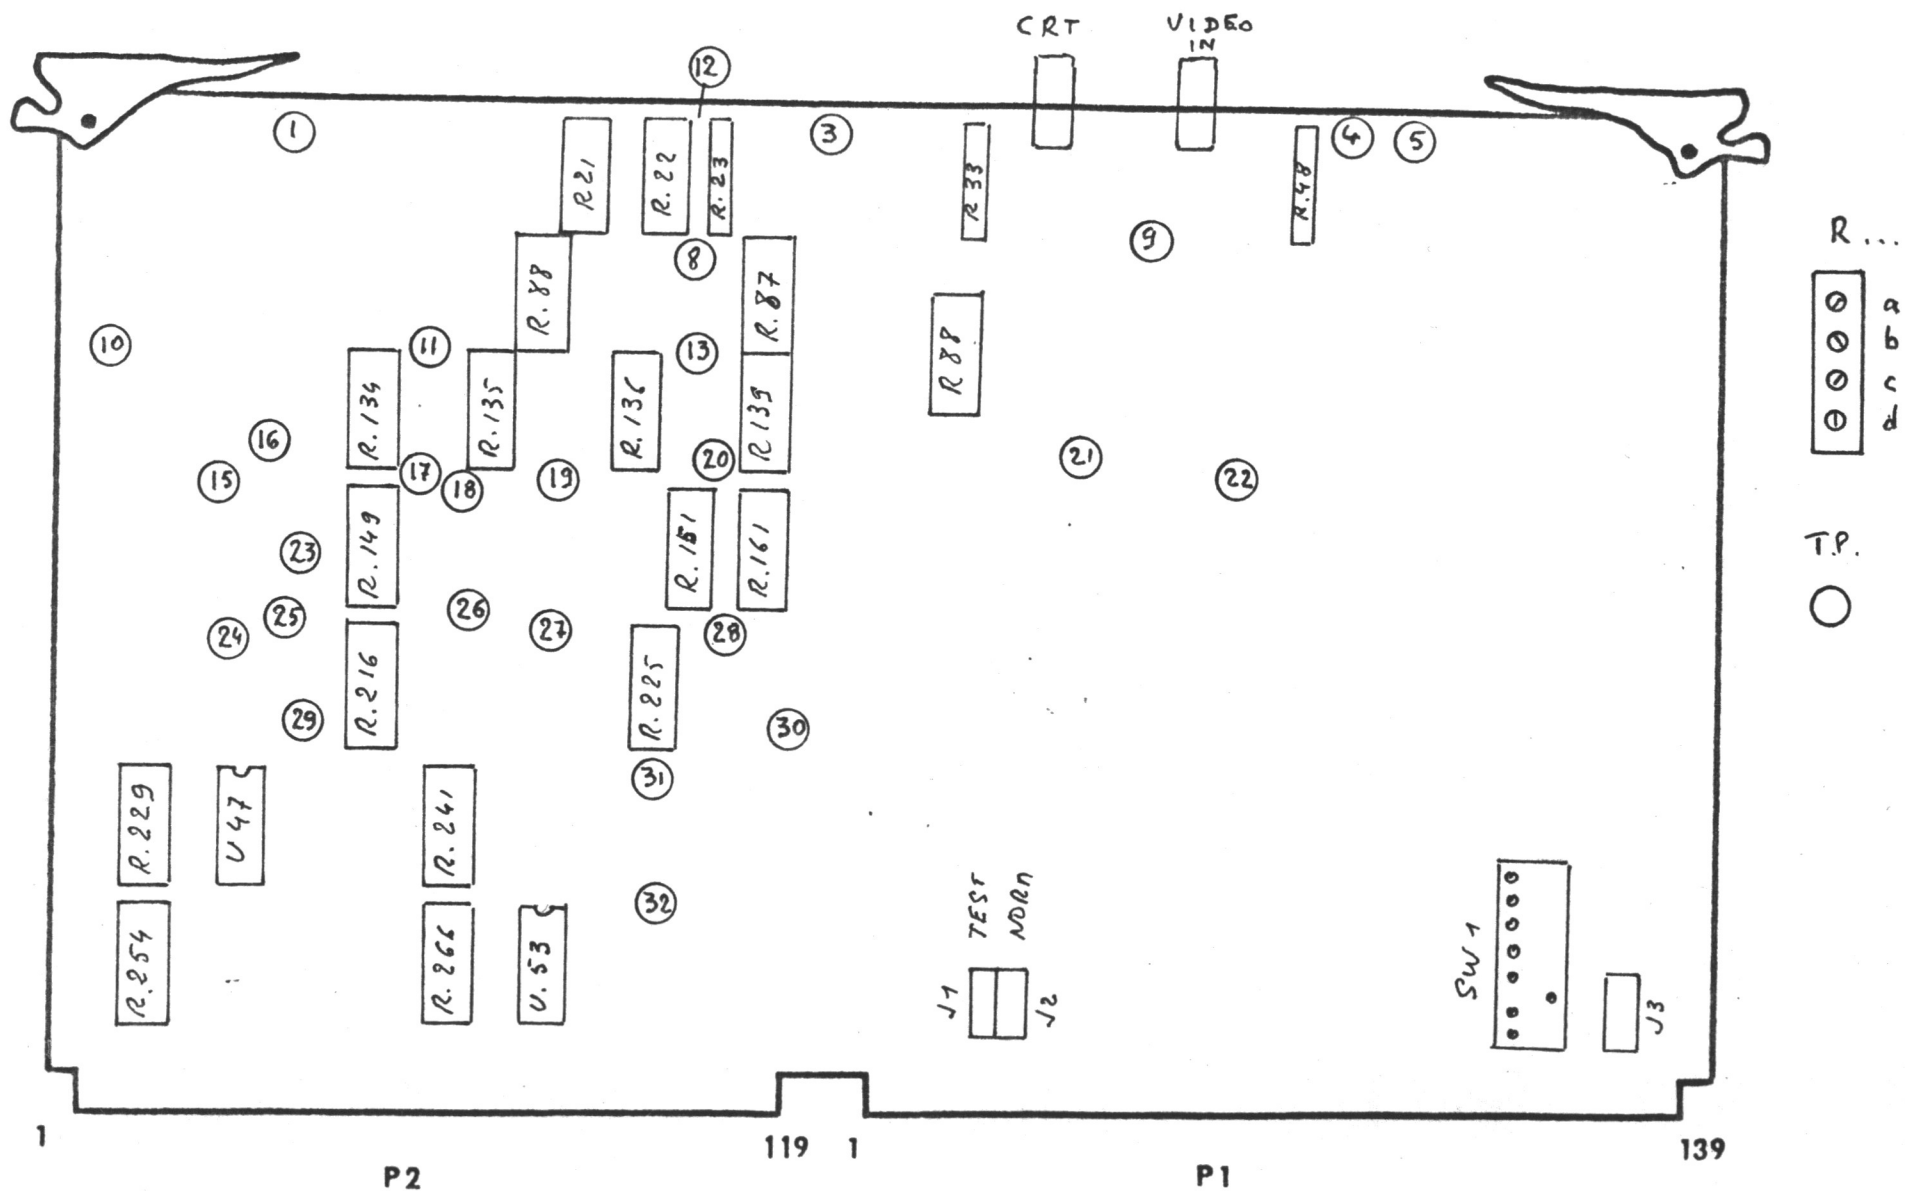 CRT
VIDEO
IN
12
1
3
4
5
R21
R.22
R.23
R 33
R.48
9
R...
8
R.88
R.87
a
10
11
13
R 88
b
c
d
R.134
R.135
R.136
R139
16
15
17
18
19
20
21
22
23
R.149
R.151
R.161
T.P.
24
25
26
27
28
R.216
R.225
29
30
31
R.229
U47
R.241
32
TEST
NORM
R.254
R.266
U.53
J1
J2
SW1
J3
1
119
1
139
P2
P1